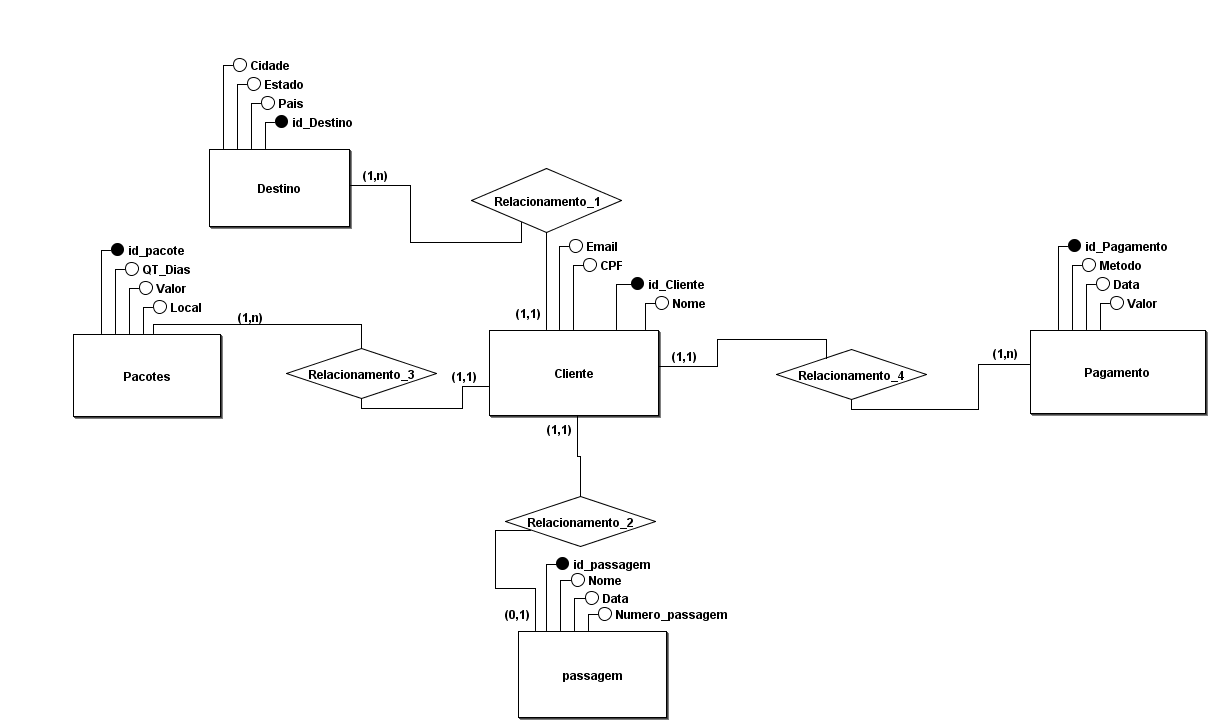 Cidade
Estado
Pais
id_Destino
Destino
(1,n)
Relacionamento_1
Email
CPF
id_Cliente
Nome
(1,1)
Cliente
id_pacote
QT_Dias
Valor
Local
(1,n)
Pacotes
Relacionamento_3
(1,1)
(1,1)
Relacionamento_4
(1,n)
id_Pagamento
Metodo
Data
Valor
Pagamento
(1,1)
Relacionamento_2
id_passagem
Nome
Data
Numero_passagem
(0,1)
passagem